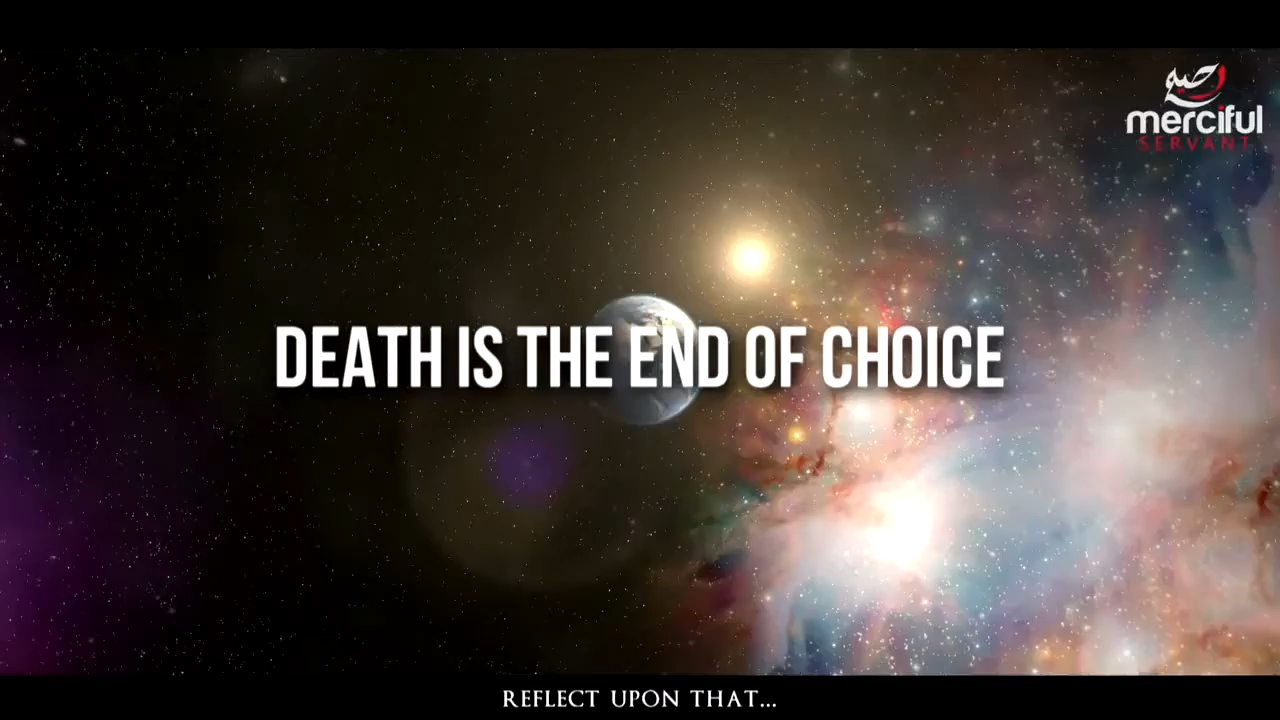 merciful
SERVANT
DEATH IS THE END OF CHOICE
REFLECT UPON THAT...